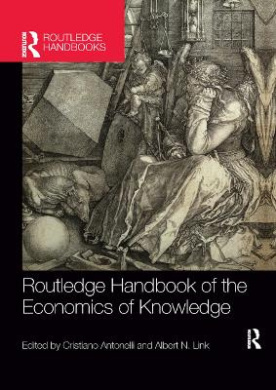 ROUTLEDGE
HANDBOOKS
Routledge Handbook of the
Economics of Knowledge
Edited by Cristiano Antonelli and Albert N. Link